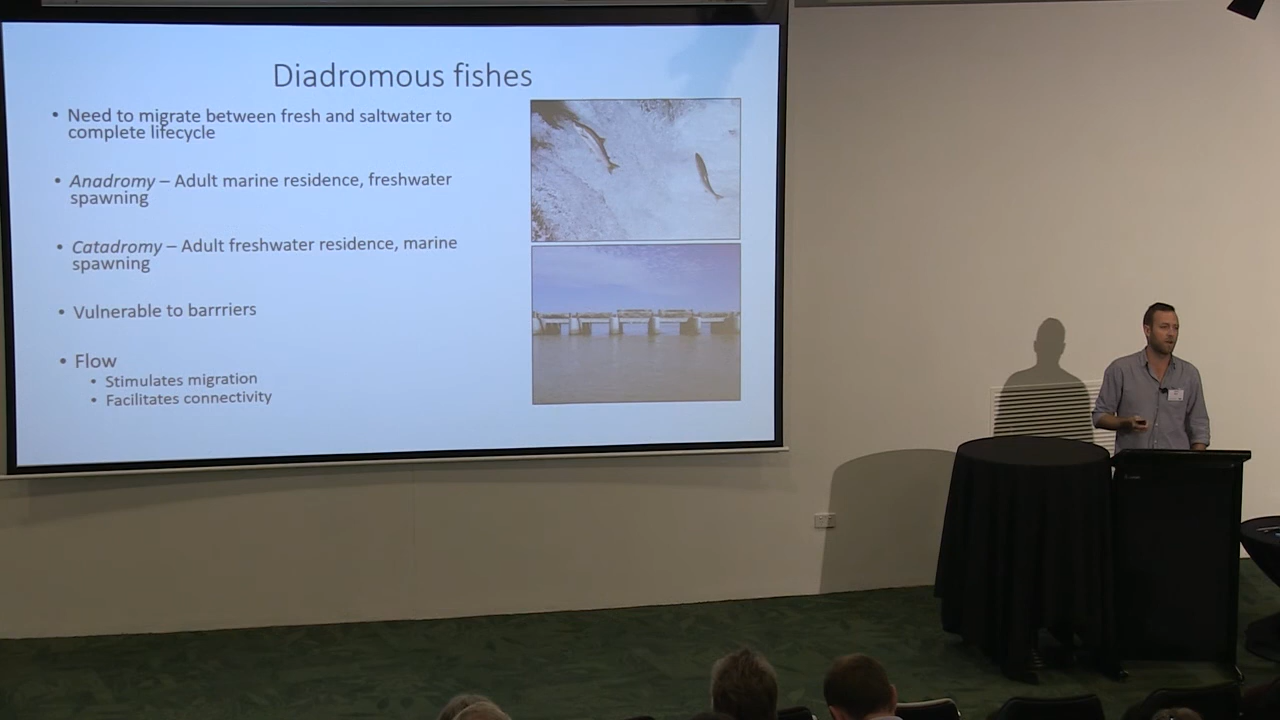 Diadromous fishes
• Need to migrate between fresh and saltwater to
complete lifecycle
• Anadromy – Adult marine residence, freshwater
spawning
• Catadromy – Adult freshwater residence, marine
spawning
• Vulnerable to barrriers
• Flow
• Stimulates migration
• Facilitates connectivity